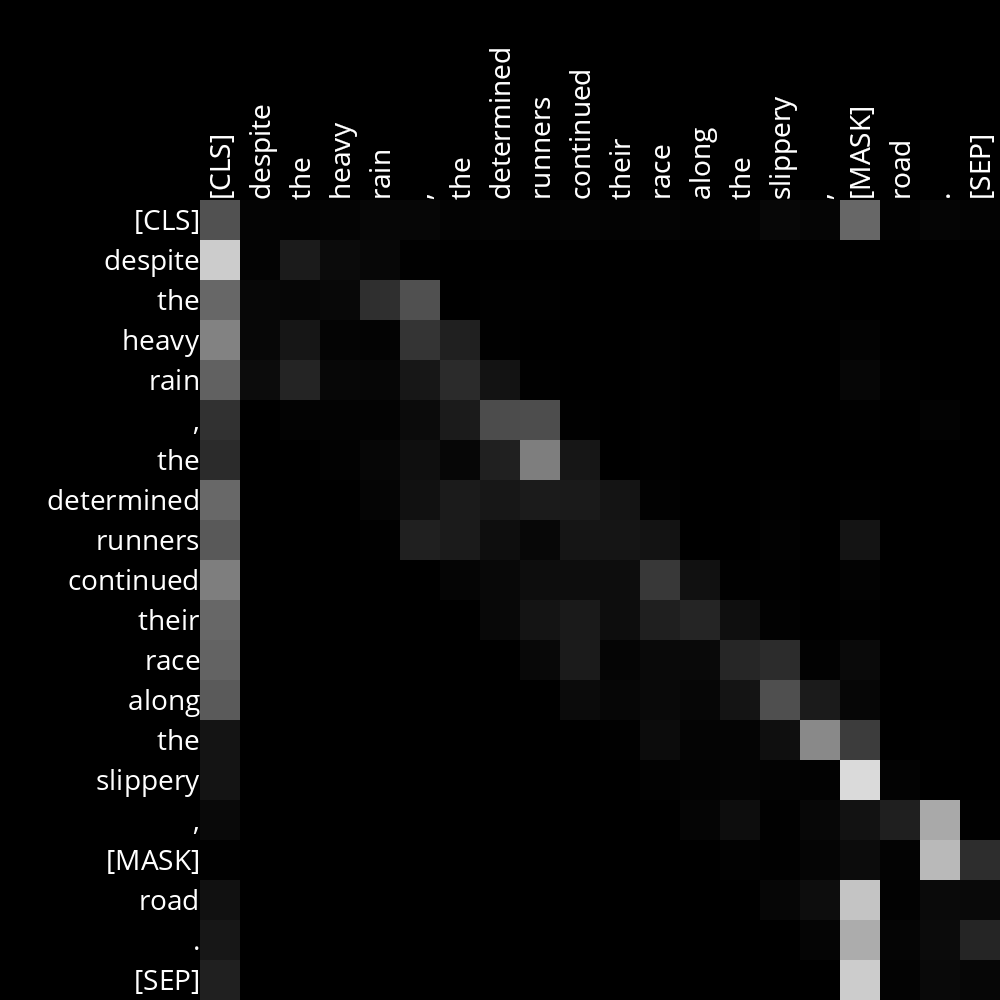 [CLS] despite the heavy rain , the determined runners continued their race along the slippery , [MASK] road . [SEP]
[CLS]
despite
the
heavy
rain
,
the
determined
runners
continued
their
race
along
the
slippery
,
[MASK]
road
.
[SEP]